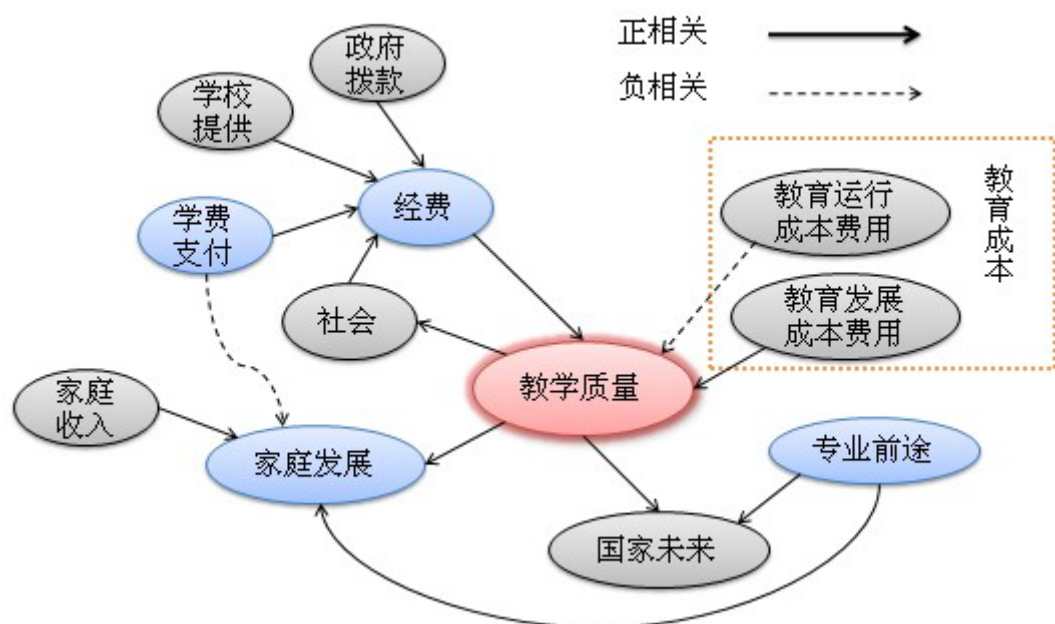 正相关
负相关
政府
拨款
学校
提供
经费
学费
支付
社会
教育运行
成本费用
教育发展
成本费用
教育成本
教学质量
家庭
收入
家庭发展
专业前途
国家未来